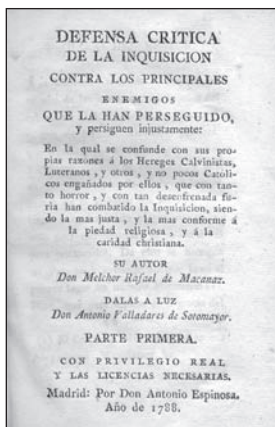 DEFENSA CRITICA
DE LA INQUISICION
CONTRA LOS PRINCIPALES
ENEMIGOS
QUE LA HAN PERSEGUIDO,
y persiguen injustamente:
En la qual se confunde con sus pro-
pias razones á los Hereges Calvinistas,
Luteranos, y otros, y no pocos Catoli-
cos engañados por ellos, que con tan-
to horror, y con tan desenfrenada fu-
ria han combatido la Inquisicion, sien-
do la mas justa, y la mas conforme á
la piedad religiosa, y á la
caridad christiana.
SU AUTOR
Don Melchor Rafael de Macanaz.
DALAS A LUZ
Don Antonio Valladares de Sotomayor.
PARTE PRIMERA.
CON PRIVILEGIO REAL
Y LAS LICENCIAS NECESARIAS.
Madrid: Por Don Antonio Espinosa.
Año de 1788.